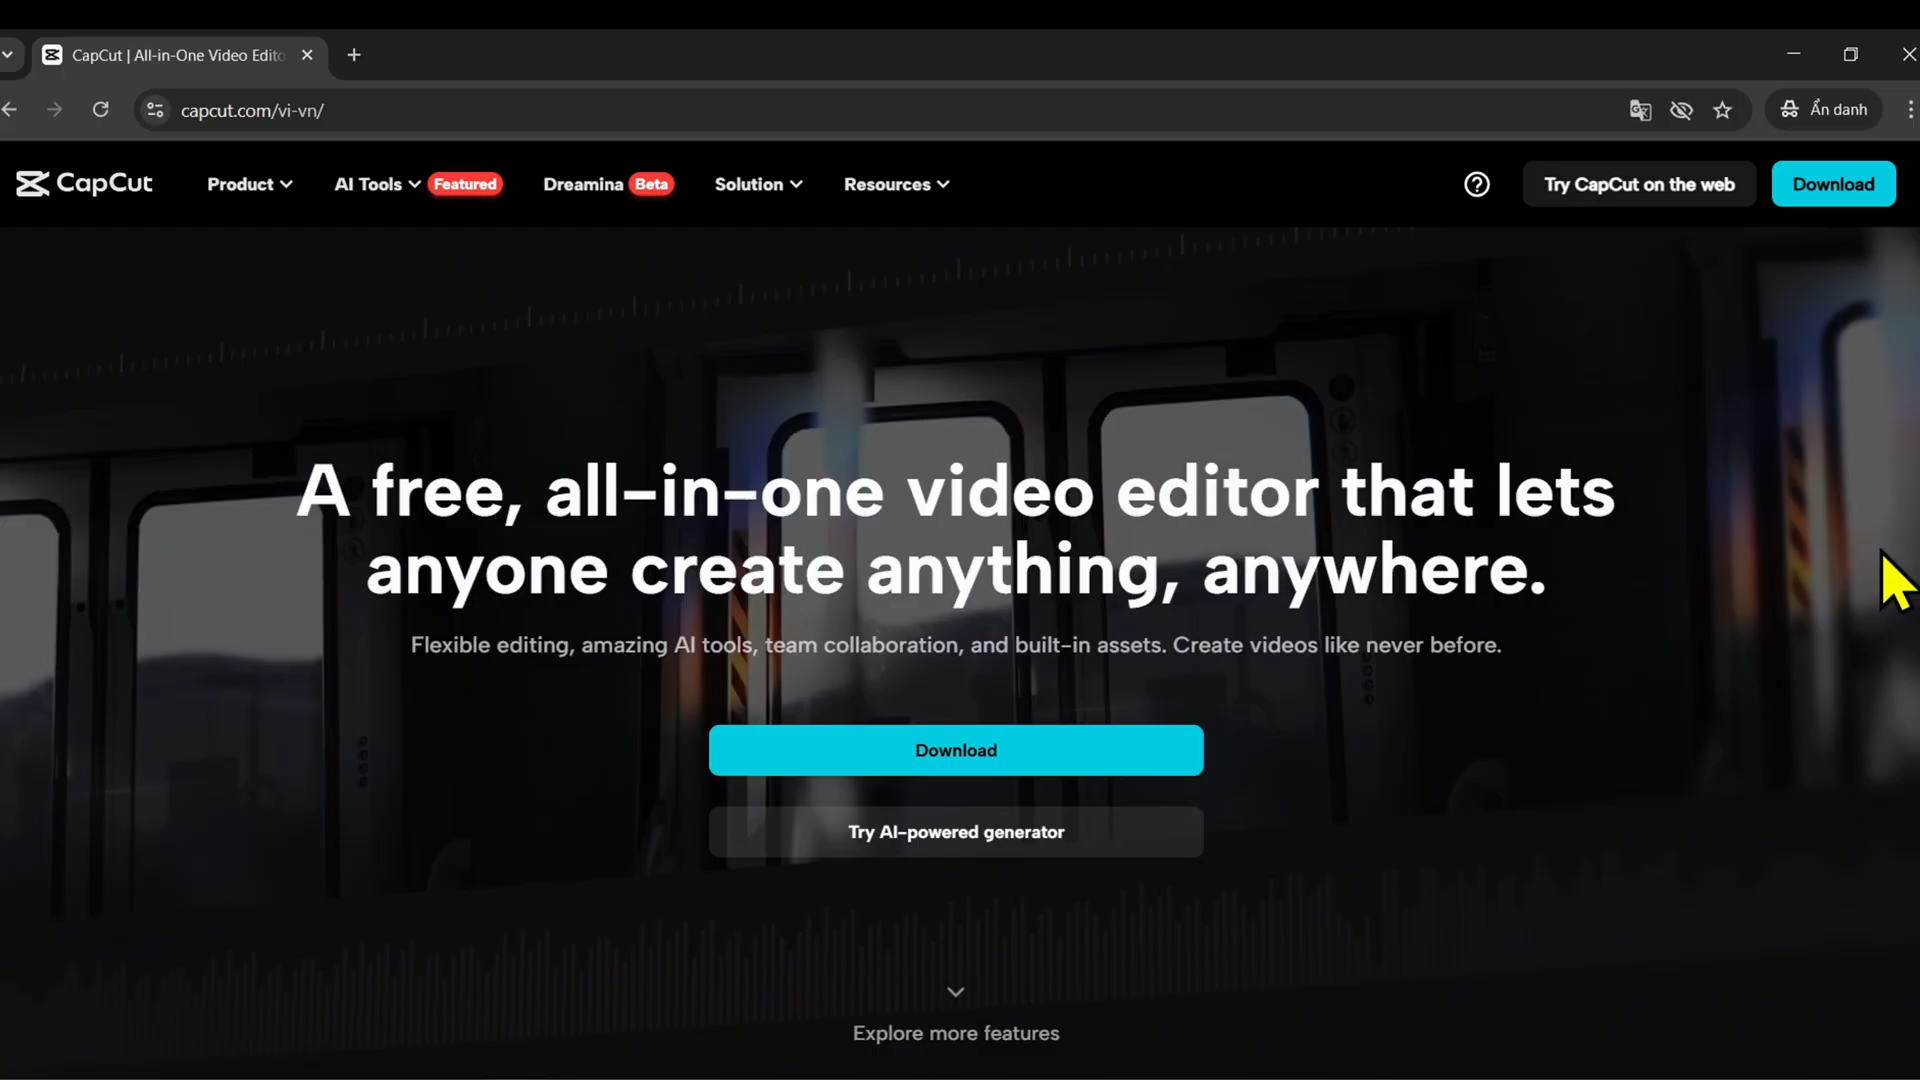 CapCut | All-in-One Video Edito
capcut.com/vi-vn/
Ẩn danh
CapCut
Product
AI Tools
Featured
Dreamina
Beta
Solution
Resources
Try CapCut on the web
Download
A free, all-in-one video editor that lets
anyone create anything, anywhere.
Flexible editing, amazing AI tools, team collaboration, and built-in assets. Create videos like never before.
Download
Try AI-powered generator
Explore more features